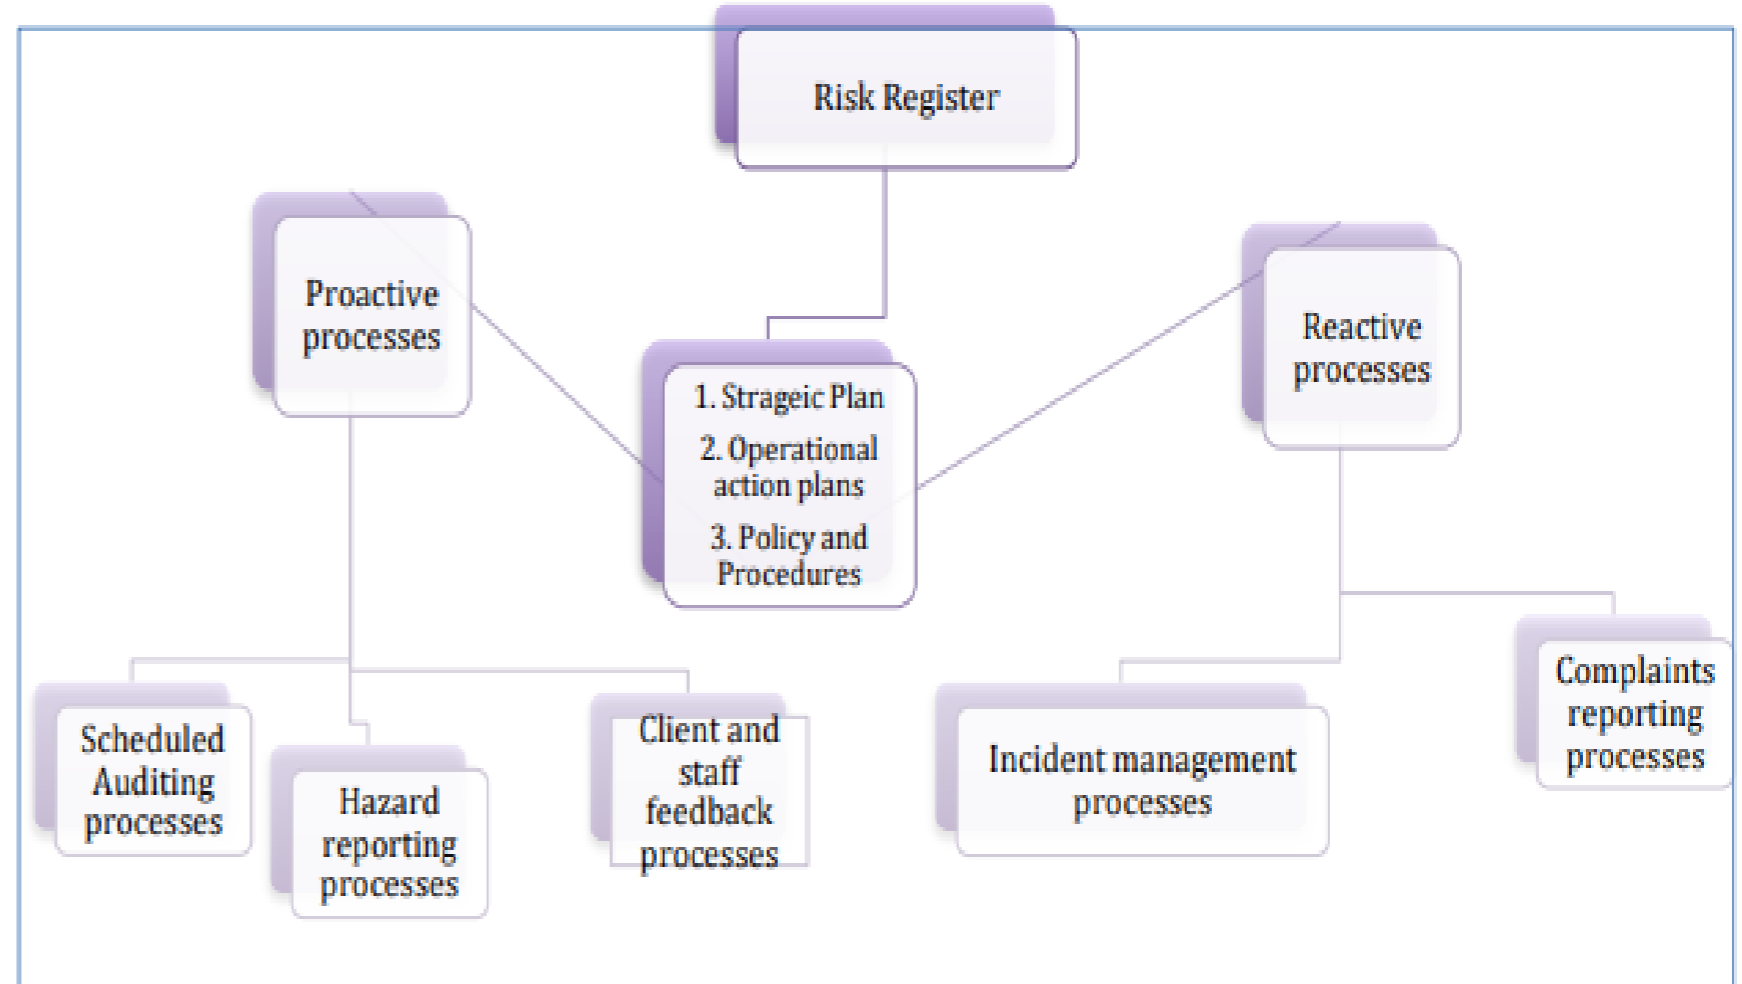 Risk Register
Proactive
processes
Reactive
processes
1. Strageic Plan
2. Operational
action plans
3. Policy and
Procedures
Scheduled
Auditing
processes
Hazard
reporting
processes
Client and
staff
feedback
processes
Incident management
processes
Complaints
reporting
processes